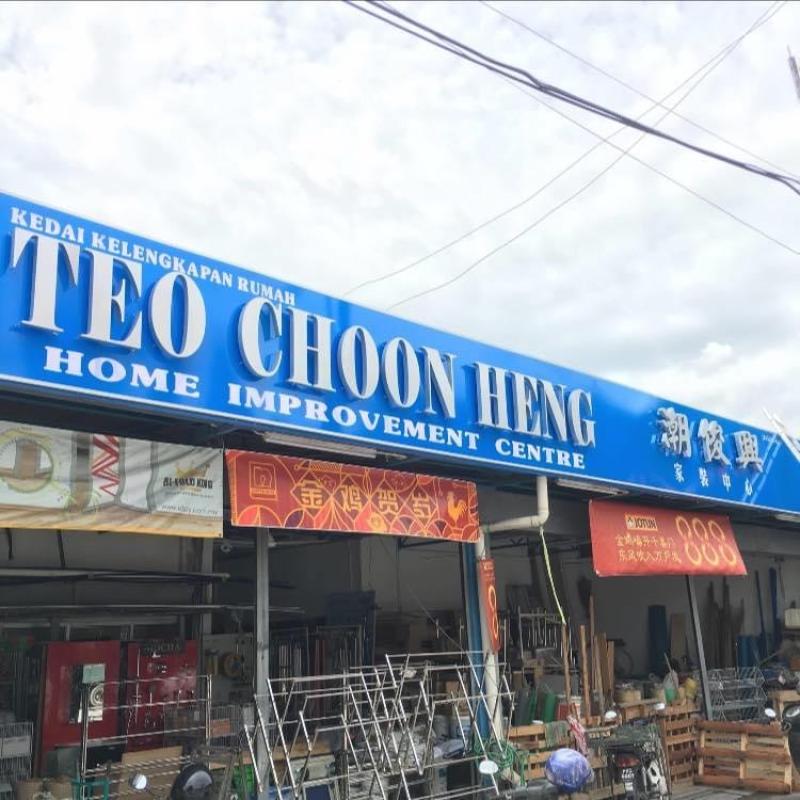 KEDAI KELENGKAPAN RUMAH
TEO CHOON HENG
HOME IMPROVEMENT CENTRE
潮俊興
家裝中心
金鸡贺岁
JOTUN
888